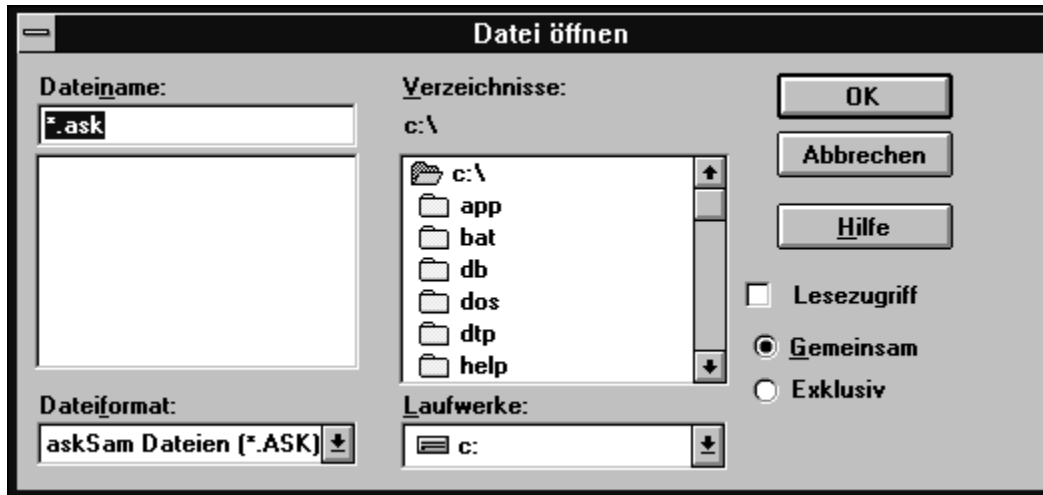 Datei öffnen
Dateiname:
*.ask
Dateiformat:
askSam Dateien (*.ASK)
Verzeichnisse:
c:\
c:\
app
bat
db
dos
dtp
help
Laufwerke:
c:
OK
Abbrechen
Hilfe
Lesezugriff
Gemeinsam
Exklusiv